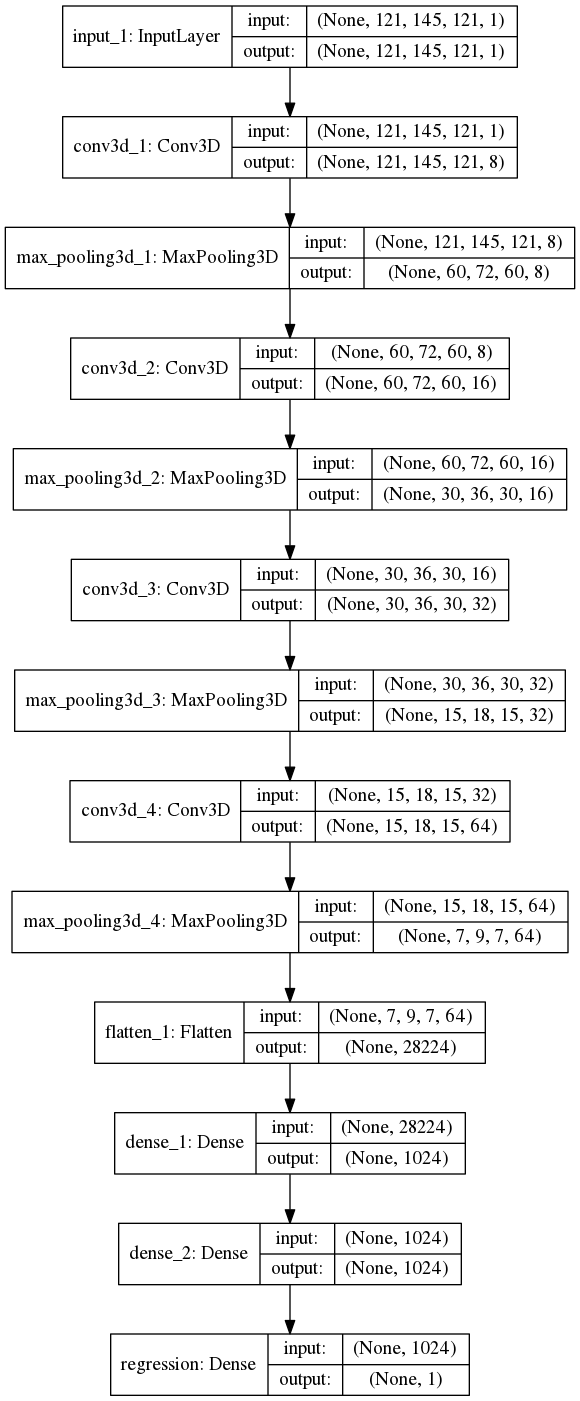 input_1: InputLayer
input: (None, 121, 145, 121, 1)
output: (None, 121, 145, 121, 1)
conv3d_1: Conv3D
input: (None, 121, 145, 121, 1)
output: (None, 121, 145, 121, 8)
max_pooling3d_1: MaxPooling3D
input: (None, 121, 145, 121, 8)
output: (None, 60, 72, 60, 8)
conv3d_2: Conv3D
input: (None, 60, 72, 60, 8)
output: (None, 60, 72, 60, 16)
max_pooling3d_2: MaxPooling3D
input: (None, 60, 72, 60, 16)
output: (None, 30, 36, 30, 16)
conv3d_3: Conv3D
input: (None, 30, 36, 30, 16)
output: (None, 30, 36, 30, 32)
max_pooling3d_3: MaxPooling3D
input: (None, 30, 36, 30, 32)
output: (None, 15, 18, 15, 32)
conv3d_4: Conv3D
input: (None, 15, 18, 15, 32)
output: (None, 15, 18, 15, 64)
max_pooling3d_4: MaxPooling3D
input: (None, 15, 18, 15, 64)
output: (None, 7, 9, 7, 64)
flatten_1: Flatten
input: (None, 7, 9, 7, 64)
output: (None, 28224)
dense_1: Dense
input: (None, 28224)
output: (None, 1024)
dense_2: Dense
input: (None, 1024)
output: (None, 1024)
regression: Dense
input: (None, 1024)
output: (None, 1)